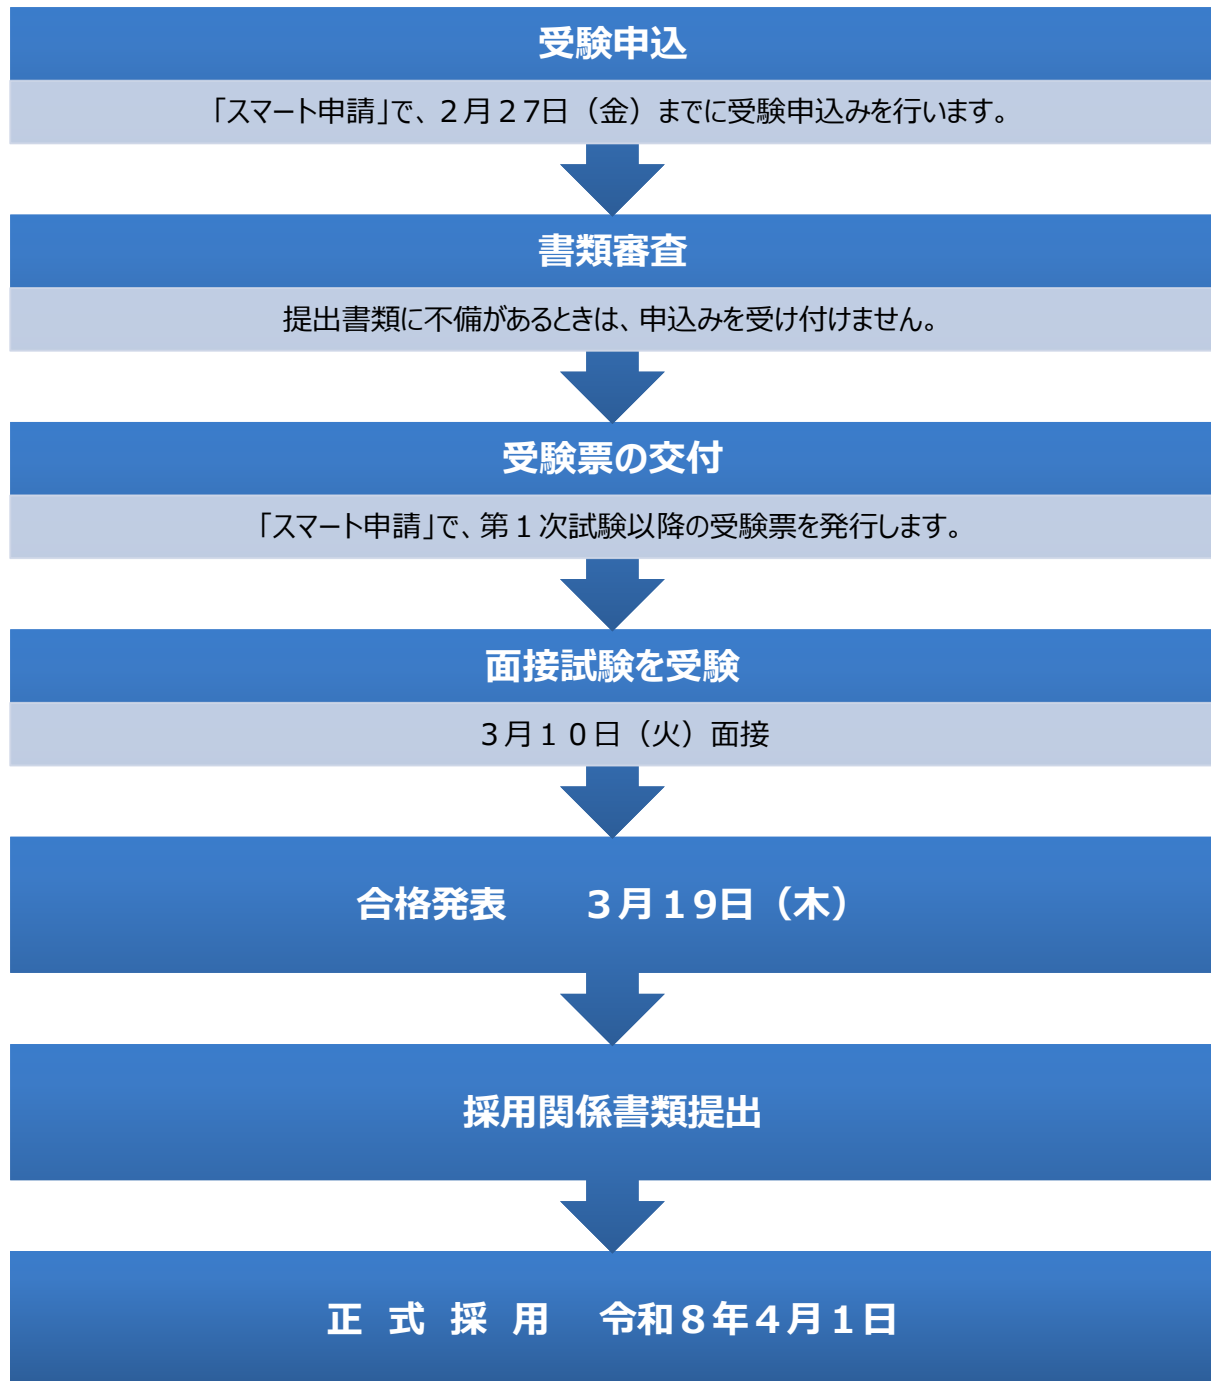 受験申込
「スマート申請」で、２月２７日（金）までに受験申込みを行います。
書類審査
提出書類に不備があるときは、申込みを受け付けません。
受験票の交付
「スマート申請」で、第１次試験以降の受験票を発行します。
面接試験を受験
３月１０日（火）面接
合格発表　　３月１９日（木）
採用関係書類提出
正 式 採 用　令和８年４月１日